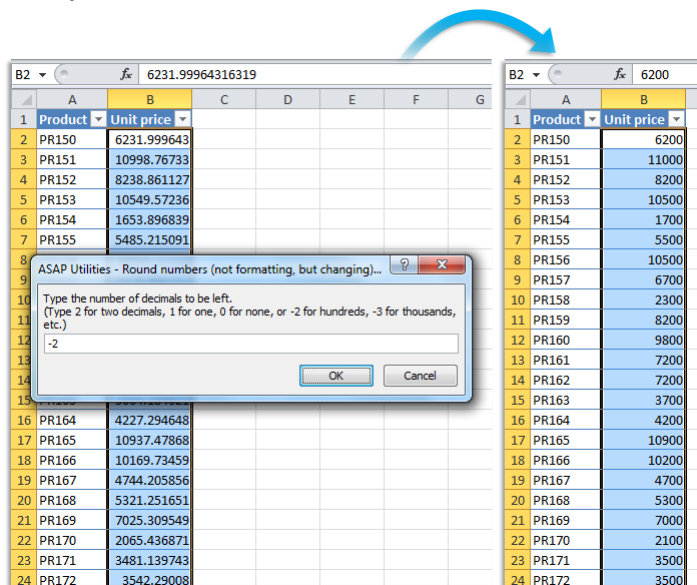 B2 fx 6231.99964316319
A B C D E F G
1 Product Unit price
2 PR150 6231.999643
3 PR151 10998.76733
4 PR152 8238.861127
5 PR153 10549.57236
6 PR154 1653.896839
7 PR155 5485.215091
8
9
10
11
12
13
14
15
ASAP Utilities - Round numbers (not formatting, but changing)...
Type the number of decimals to be left.
(Type 2 for two decimals, 1 for one, 0 for none, or -2 for hundreds, -3 for thousands,
etc.)
-2
OK Cancel
16 PR164 4227.294648
17 PR165 10937.47868
18 PR166 10169.73459
19 PR167 4744.205856
20 PR168 5321.251651
21 PR169 7025.309549
22 PR170 2065.436871
23 PR171 3481.139743
24 PR172 3542.29008
B2 fx 6200
A B
1 Product Unit price
2 PR150 6200
3 PR151 11000
4 PR152 8200
5 PR153 10500
6 PR154 1700
7 PR155 5500
8 PR156 10500
9 PR157 6700
10 PR158 2300
11 PR159 8200
12 PR160 9800
13 PR161 7200
14 PR162 7200
15 PR163 3700
16 PR164 4200
17 PR165 10900
18 PR166 10200
19 PR167 4700
20 PR168 5300
21 PR169 7000
22 PR170 2100
23 PR171 3500
24 PR172 3500